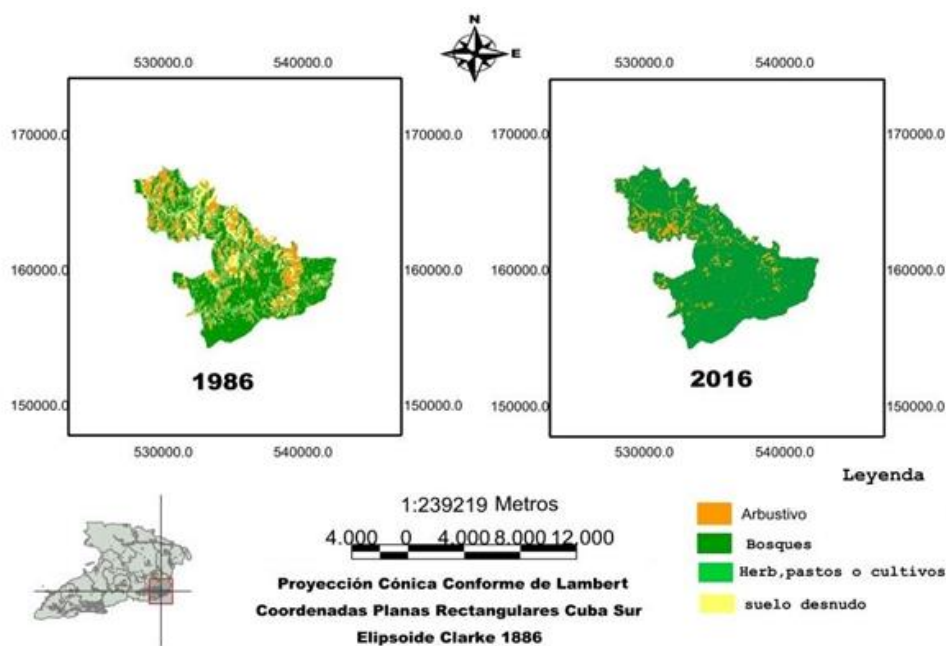 N
E
530000.0 540000.0
530000.0 540000.0
170000.0 170000.0
170000.0 170000.0
160000.0 160000.0
160000.0 160000.0
1986
2016
150000.0 150000.0
150000.0 150000.0
530000.0 540000.0
530000.0 540000.0
Leyenda
1:239219 Metros
4,000 0 4,000 8,000 12,000
Arbustivo
Bosques
Herb,pastos o cultivos
suelo desnudo
Proyección Cónica Conforme de Lambert
Coordenadas Planas Rectangulares Cuba Sur
Elipsoide Clarke 1886